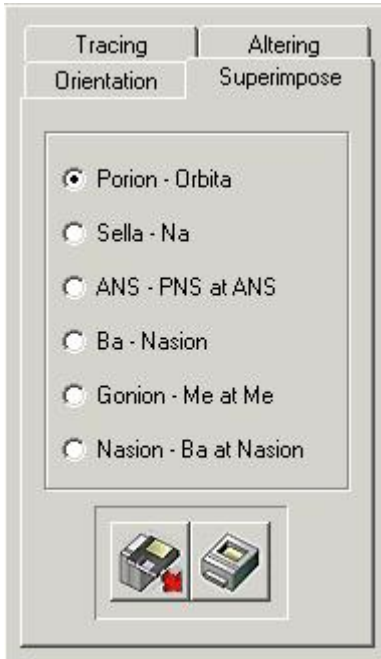 Tracing Altering
Orientation Superimpose
Porion - Orbita
Sella - Na
ANS - PNS at ANS
Ba - Nasion
Gonion - Me at Me
Nasion - Ba at Nasion